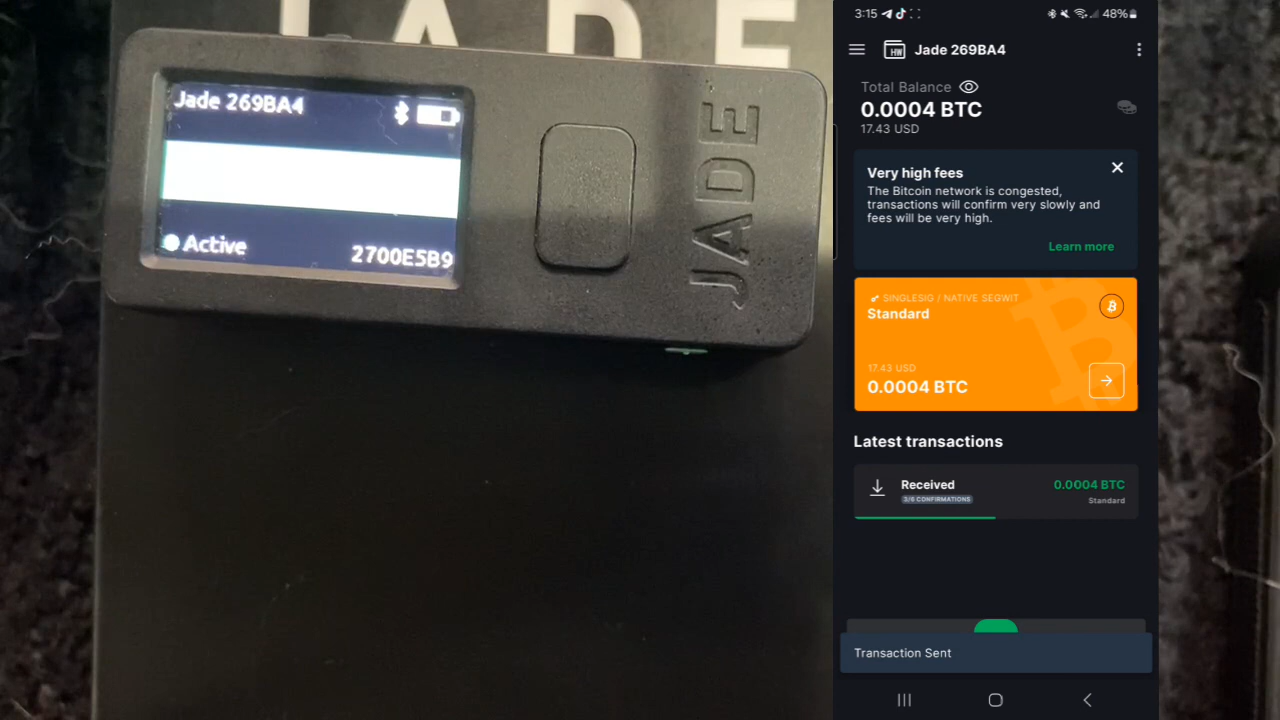 JADE
Jade 269BA4
Active
2700E5B9
JADE
3:15
48%
HW
Jade 269BA4
Total Balance
0.0004 BTC
17.43 USD
Very high fees
The Bitcoin network is congested,
transactions will confirm very slowly and
fees will be very high.
Learn more
SINGLESIG / NATIVE SEGWIT
Standard
17.43 USD
0.0004 BTC
Latest transactions
Received
0.0004 BTC
3/6 CONFIRMATIONS
Standard
Transaction Sent